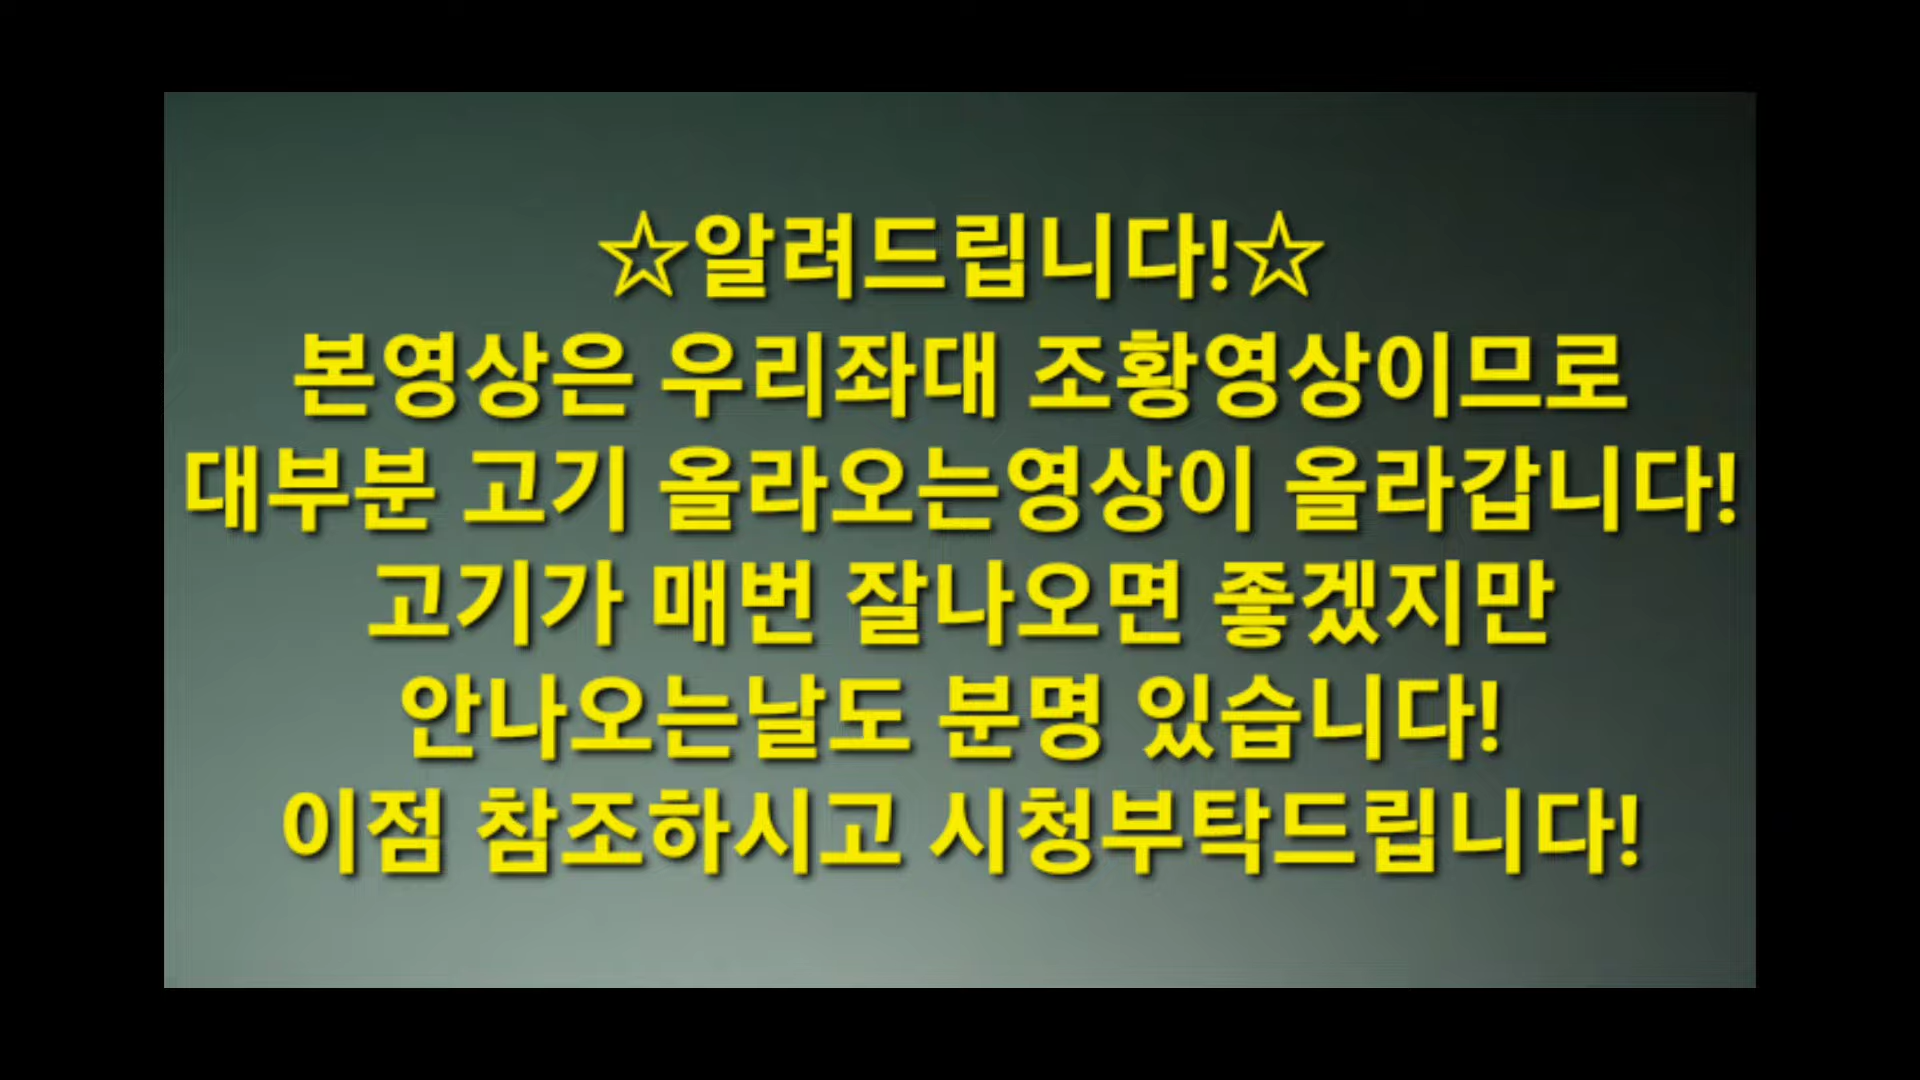 ☆알려드립니다!☆
본영상은 우리좌대 조황영상이므로
대부분 고기 올라오는영상이 올라갑니다!
고기가 매번 잘나오면 좋겠지만
안나오는날도 분명 있습니다!
이점 참조하시고 시청부탁드립니다!